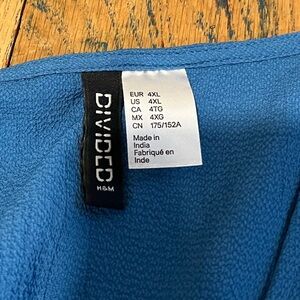 DIVIDED
H&M
EUR 4XL
US 4XL
CA 4TG
MX 4XG
CN 175/152A
Made in
India
Fabriqué en
Inde